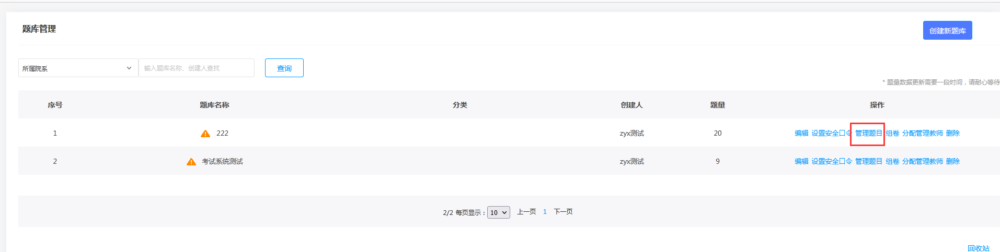 题库管理
创建新题库
所属院系 输入题库名称、创建人查找 查询
* 题量数据更新需要一段时间，请耐心等待
序号 题库名称 分类 创建人 题量 操作
1 222 zyx测试 20 编辑 设置安全口令 管理题目 组卷 分配管理教师 删除
2 考试系统测试 zyx测试 9 编辑 设置安全口令 管理题目 组卷 分配管理教师 删除
2/2 每页显示： 10 上一页 1 下一页
回收站